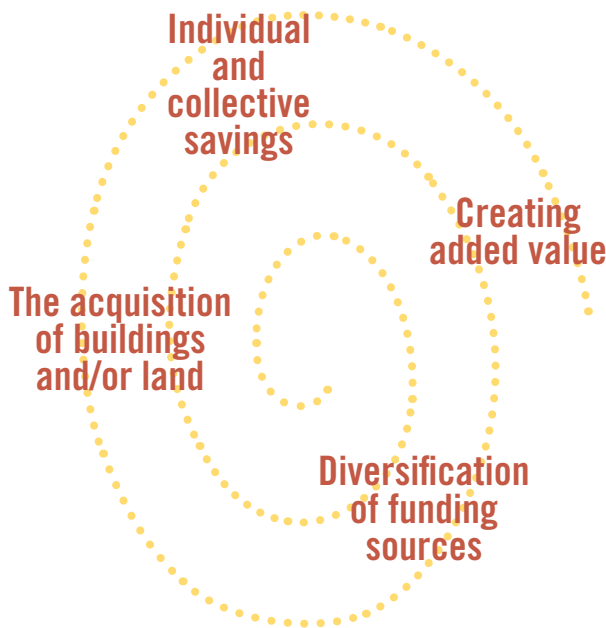 Individual
and
collective
savings
Creating
added value
The acquisition
of buildings
and/or land
Diversification
of funding
sources